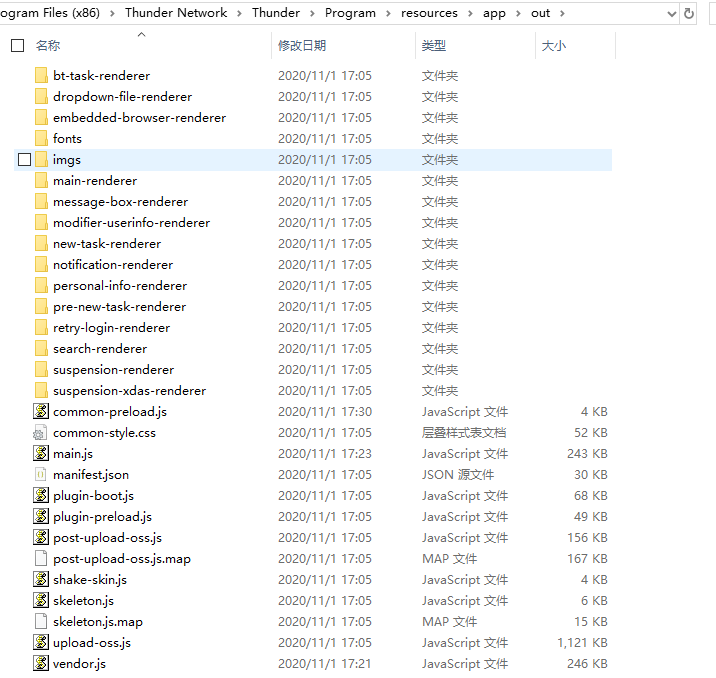 ogram Files (x86) > Thunder Network > Thunder > Program > resources > app > out >
名称 修改日期 类型 大小
bt-task-renderer 2020/11/1 17:05 文件夹
dropdown-file-renderer 2020/11/1 17:05 文件夹
embedded-browser-renderer 2020/11/1 17:05 文件夹
fonts 2020/11/1 17:05 文件夹
imgs 2020/11/1 17:05 文件夹
main-renderer 2020/11/1 17:05 文件夹
message-box-renderer 2020/11/1 17:05 文件夹
modifier-userinfo-renderer 2020/11/1 17:05 文件夹
new-task-renderer 2020/11/1 17:05 文件夹
notification-renderer 2020/11/1 17:05 文件夹
personal-info-renderer 2020/11/1 17:05 文件夹
pre-new-task-renderer 2020/11/1 17:05 文件夹
retry-login-renderer 2020/11/1 17:05 文件夹
search-renderer 2020/11/1 17:05 文件夹
suspension-renderer 2020/11/1 17:05 文件夹
suspension-xdas-renderer 2020/11/1 17:05 文件夹
common-preload.js 2020/11/1 17:30 JavaScript 文件 4 KB
common-style.css 2020/11/1 17:05 层叠样式表文档 52 KB
main.js 2020/11/1 17:23 JavaScript 文件 243 KB
manifest.json 2020/11/1 17:05 JSON 源文件 30 KB
plugin-boot.js 2020/11/1 17:05 JavaScript 文件 68 KB
plugin-preload.js 2020/11/1 17:05 JavaScript 文件 49 KB
post-upload-oss.js 2020/11/1 17:05 JavaScript 文件 156 KB
post-upload-oss.js.map 2020/11/1 17:05 MAP 文件 167 KB
shake-skin.js 2020/11/1 17:05 JavaScript 文件 4 KB
skeleton.js 2020/11/1 17:05 JavaScript 文件 6 KB
skeleton.js.map 2020/11/1 17:05 MAP 文件 15 KB
upload-oss.js 2020/11/1 17:05 JavaScript 文件 1,121 KB
vendor.js 2020/11/1 17:21 JavaScript 文件 246 KB